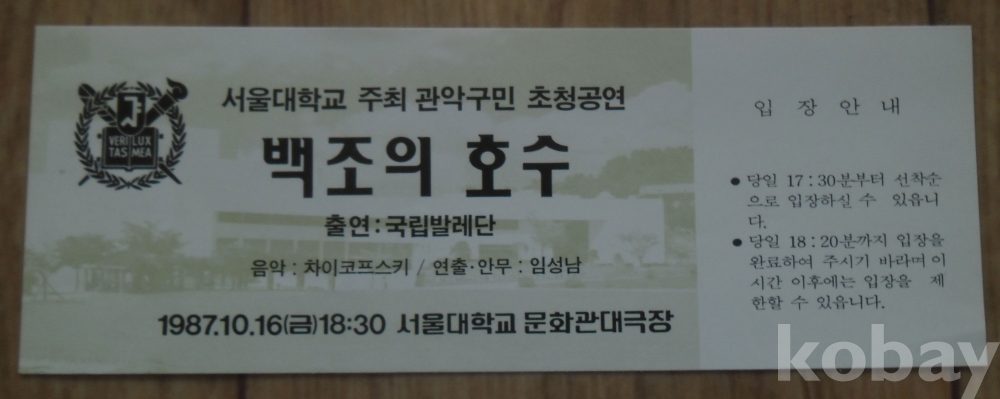 VERI LUX
TAS MEA
서울대학교 주최 관악구민 초청공연
백조의 호수
출연:국립발레단
음악 : 차이코프스키 / 연출·안무 : 임성남
1987.10.16(금)18:30 서울대학교 문화관대극장
입 장 안 내
● 당일 17:30분부터 선착순
으로 입장하실 수 있읍니
다.
● 당일 18:20분까지 입장을
완료하여 주시기 바라며 이
시간 이후에는 입장을 제
한할 수 있읍니다.
kobay